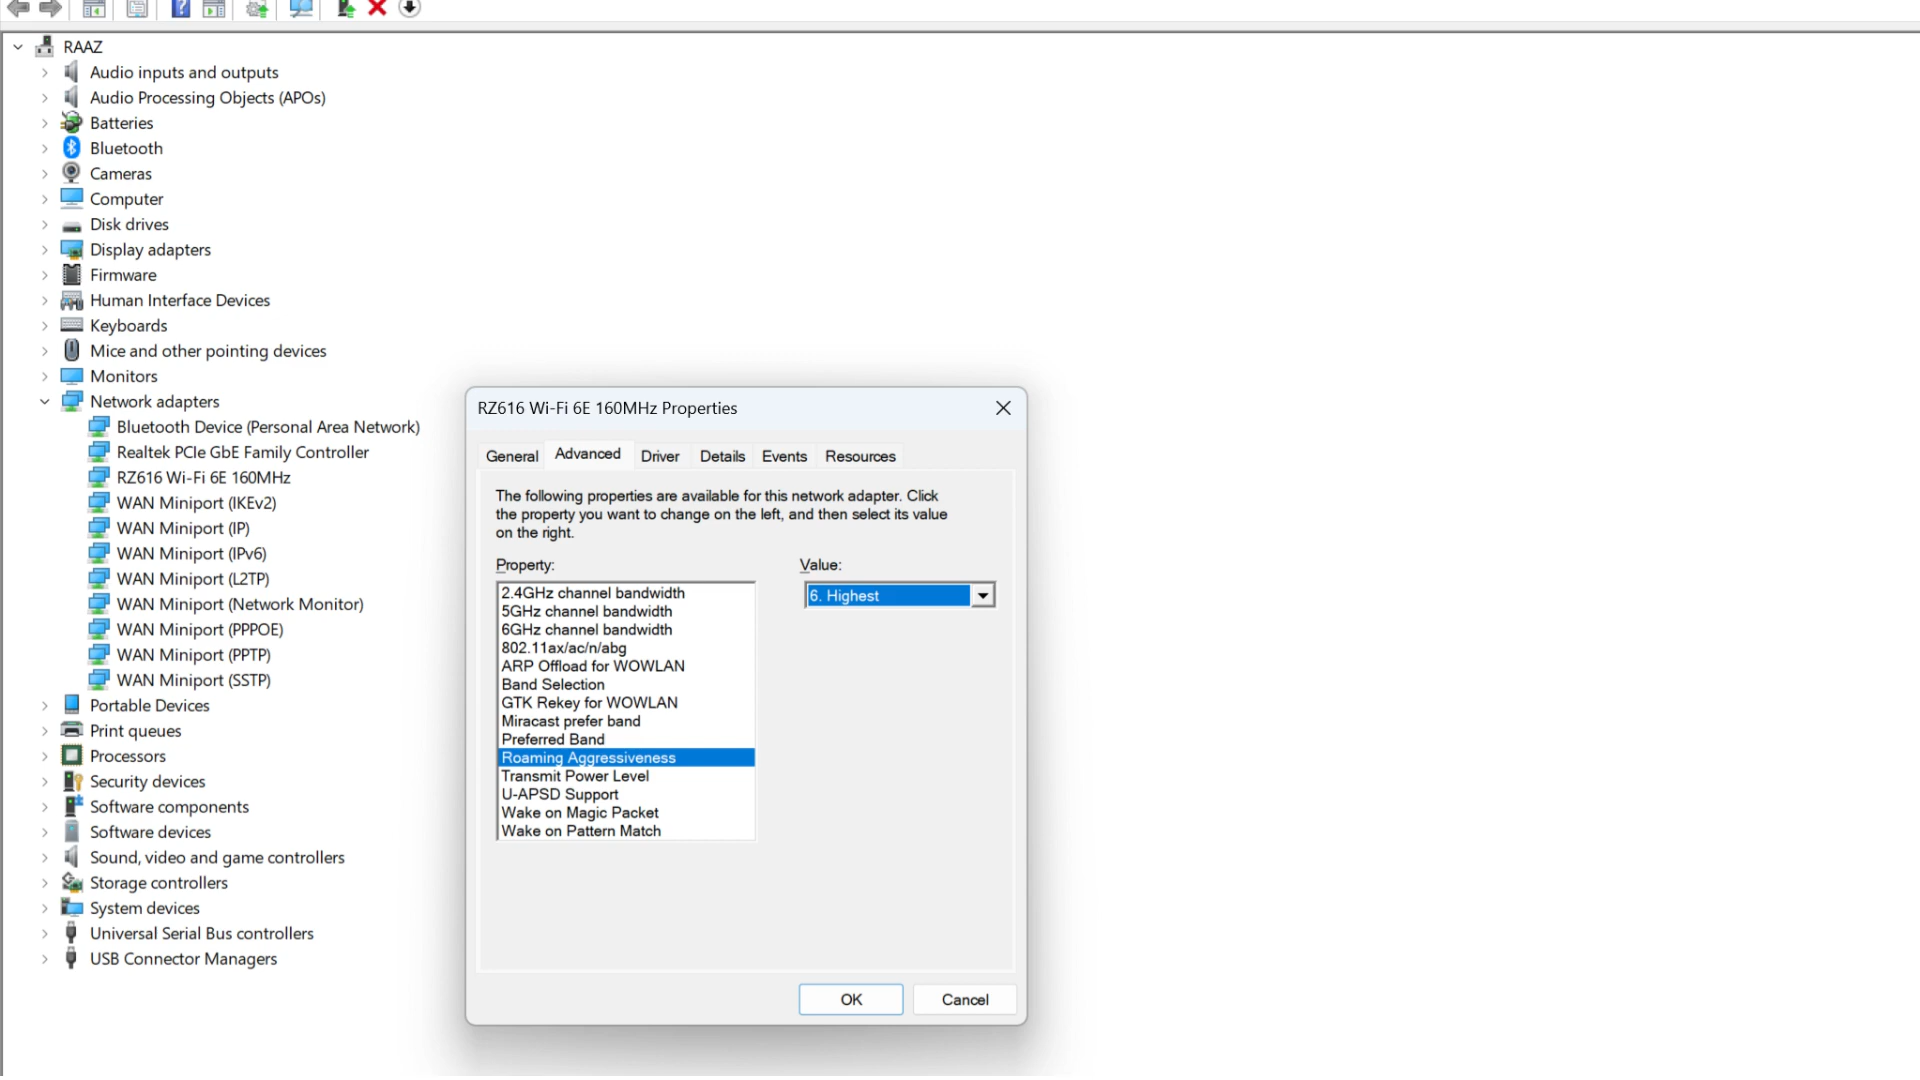 RAAZ
Audio inputs and outputs
Audio Processing Objects (APOs)
Batteries
Bluetooth
Cameras
Computer
Disk drives
Display adapters
Firmware
Human Interface Devices
Keyboards
Mice and other pointing devices
Monitors
Network adapters
Bluetooth Device (Personal Area Network)
Realtek PCIe GbE Family Controller
RZ616 Wi-Fi 6E 160MHz
WAN Miniport (IKEv2)
WAN Miniport (IP)
WAN Miniport (IPv6)
WAN Miniport (L2TP)
WAN Miniport (Network Monitor)
WAN Miniport (PPPOE)
WAN Miniport (PPTP)
WAN Miniport (SSTP)
Portable Devices
Print queues
Processors
Security devices
Software components
Software devices
Sound, video and game controllers
Storage controllers
System devices
Universal Serial Bus controllers
USB Connector Managers
RZ616 Wi-Fi 6E 160MHz Properties
General Advanced Driver Details Events Resources
The following properties are available for this network adapter. Click
the property you want to change on the left, and then select its value
on the right.
Property:
Value:
2.4GHz channel bandwidth
5GHz channel bandwidth
6GHz channel bandwidth
802.11ax/ac/n/abg
ARP Offload for WOWLAN
Band Selection
GTK Rekey for WOWLAN
Miracast prefer band
Preferred Band
Roaming Aggressiveness
Transmit Power Level
U-APSD Support
Wake on Magic Packet
Wake on Pattern Match
6. Highest
OK Cancel